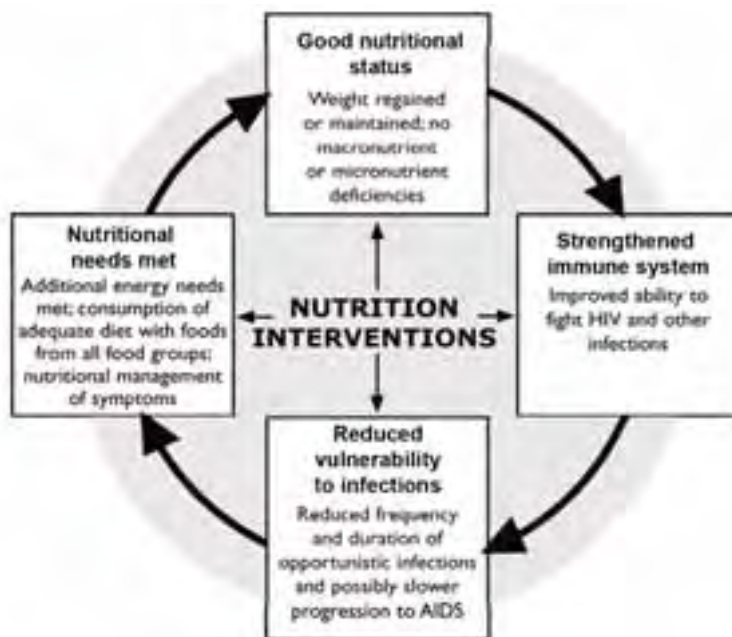 Good nutritional
status
Weight regained
or maintained; no
macronutrient
or micronutrient
deficiencies
Nutritional
needs met
Additional energy needs
met; consumption of
adequate diet with foods
from all food groups;
nutritional management
of symptoms
NUTRITION
INTERVENTIONS
Strengthened
immune system
Improved ability to
fight HIV and other
infections
Reduced
vulnerability
to infections
Reduced frequency
and duration of
opportunistic infections
and possibly slower
progression to AIDS